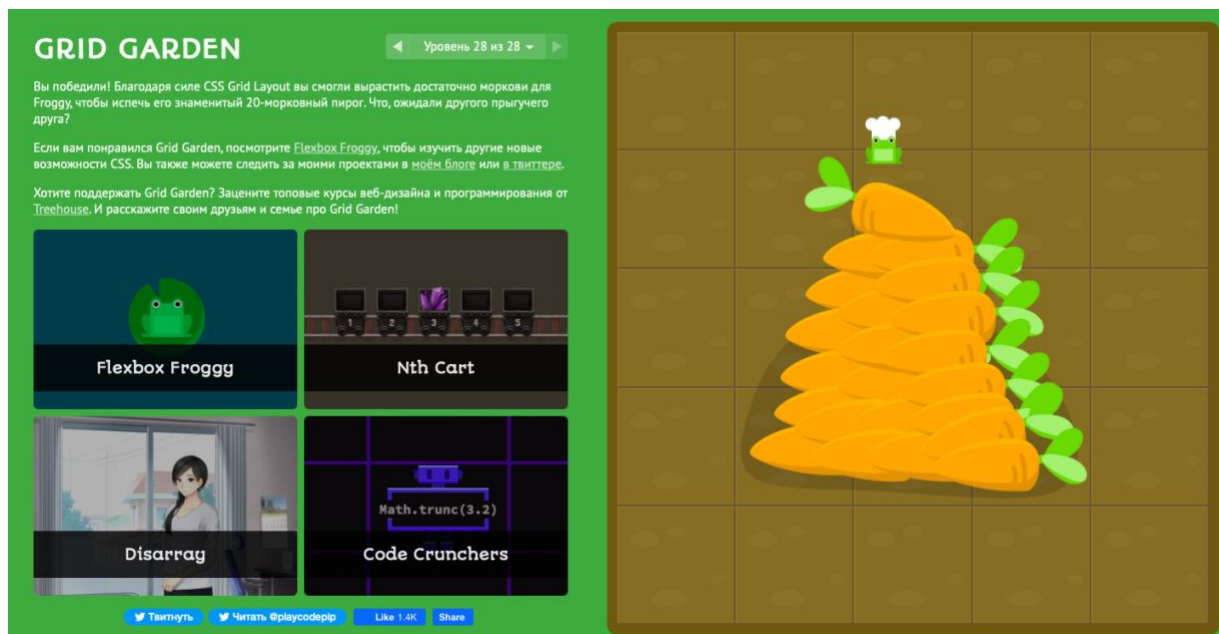 GRID GARDEN
Уровень 28 из 28
Вы победили! Благодаря силе CSS Grid Layout вы смогли вырастить достаточно моркови для
Froggy, чтобы испечь его знаменитый 20-морковный пирог. Что, ожидали другого прыгучего
друга?
Если вам понравился Grid Garden, посмотрите Flexbox Froggy, чтобы изучить другие новые
возможности CSS. Вы также можете следить за моими проектами в моём блоге или в твиттере.
Хотите поддержать Grid Garden? Зацените топовые курсы веб-дизайна и программирования от
Treehouse. И расскажите своим друзьям и семье про Grid Garden!
Flexbox Froggy
1 2 3 4 5
Nth Cart
Disarray
Math.trunc(3.2)
Code Crunchers
Твитнуть
Читать @playcodepip
Like 1.4K
Share